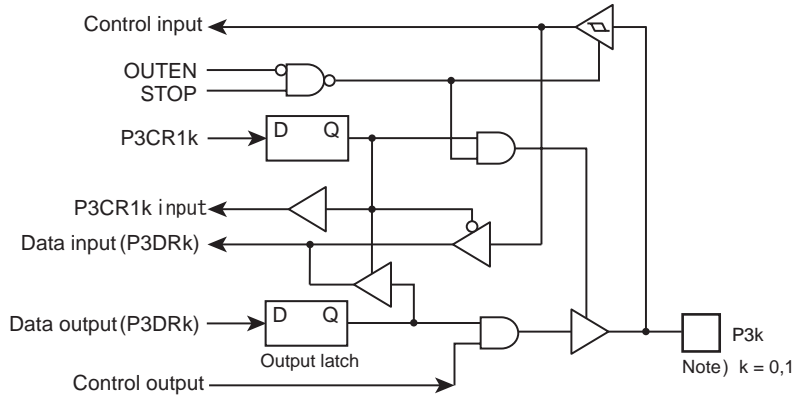 Control input
OUTEN
STOP
P3CR1k
D Q
P3CR1k input
Data input (P3DRk)
Data output (P3DRk)
D Q
Output latch
P3k
Note) k = 0,1
Control output